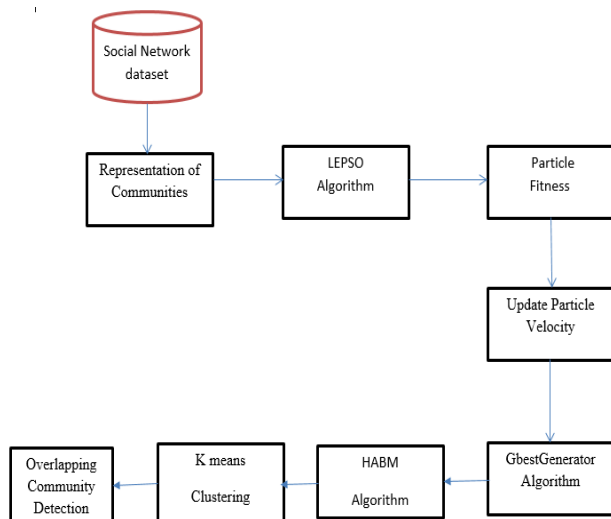 Social Network
dataset
Representation of
Communities
LEPSO
Algorithm
Particle
Fitness
Update Particle
Velocity
GbestGenerator
Algorithm
HABM
Algorithm
K means
Clustering
Overlapping
Community
Detection